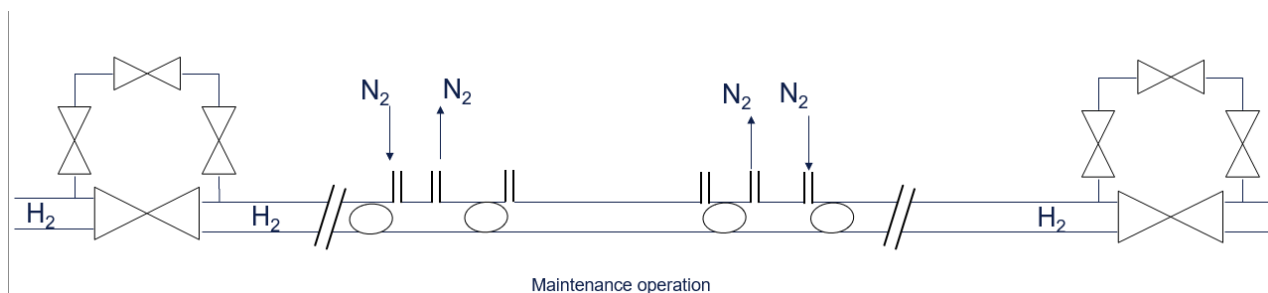 N₂
N₂
N₂
N₂
H₂
H₂
H₂
Maintenance operation